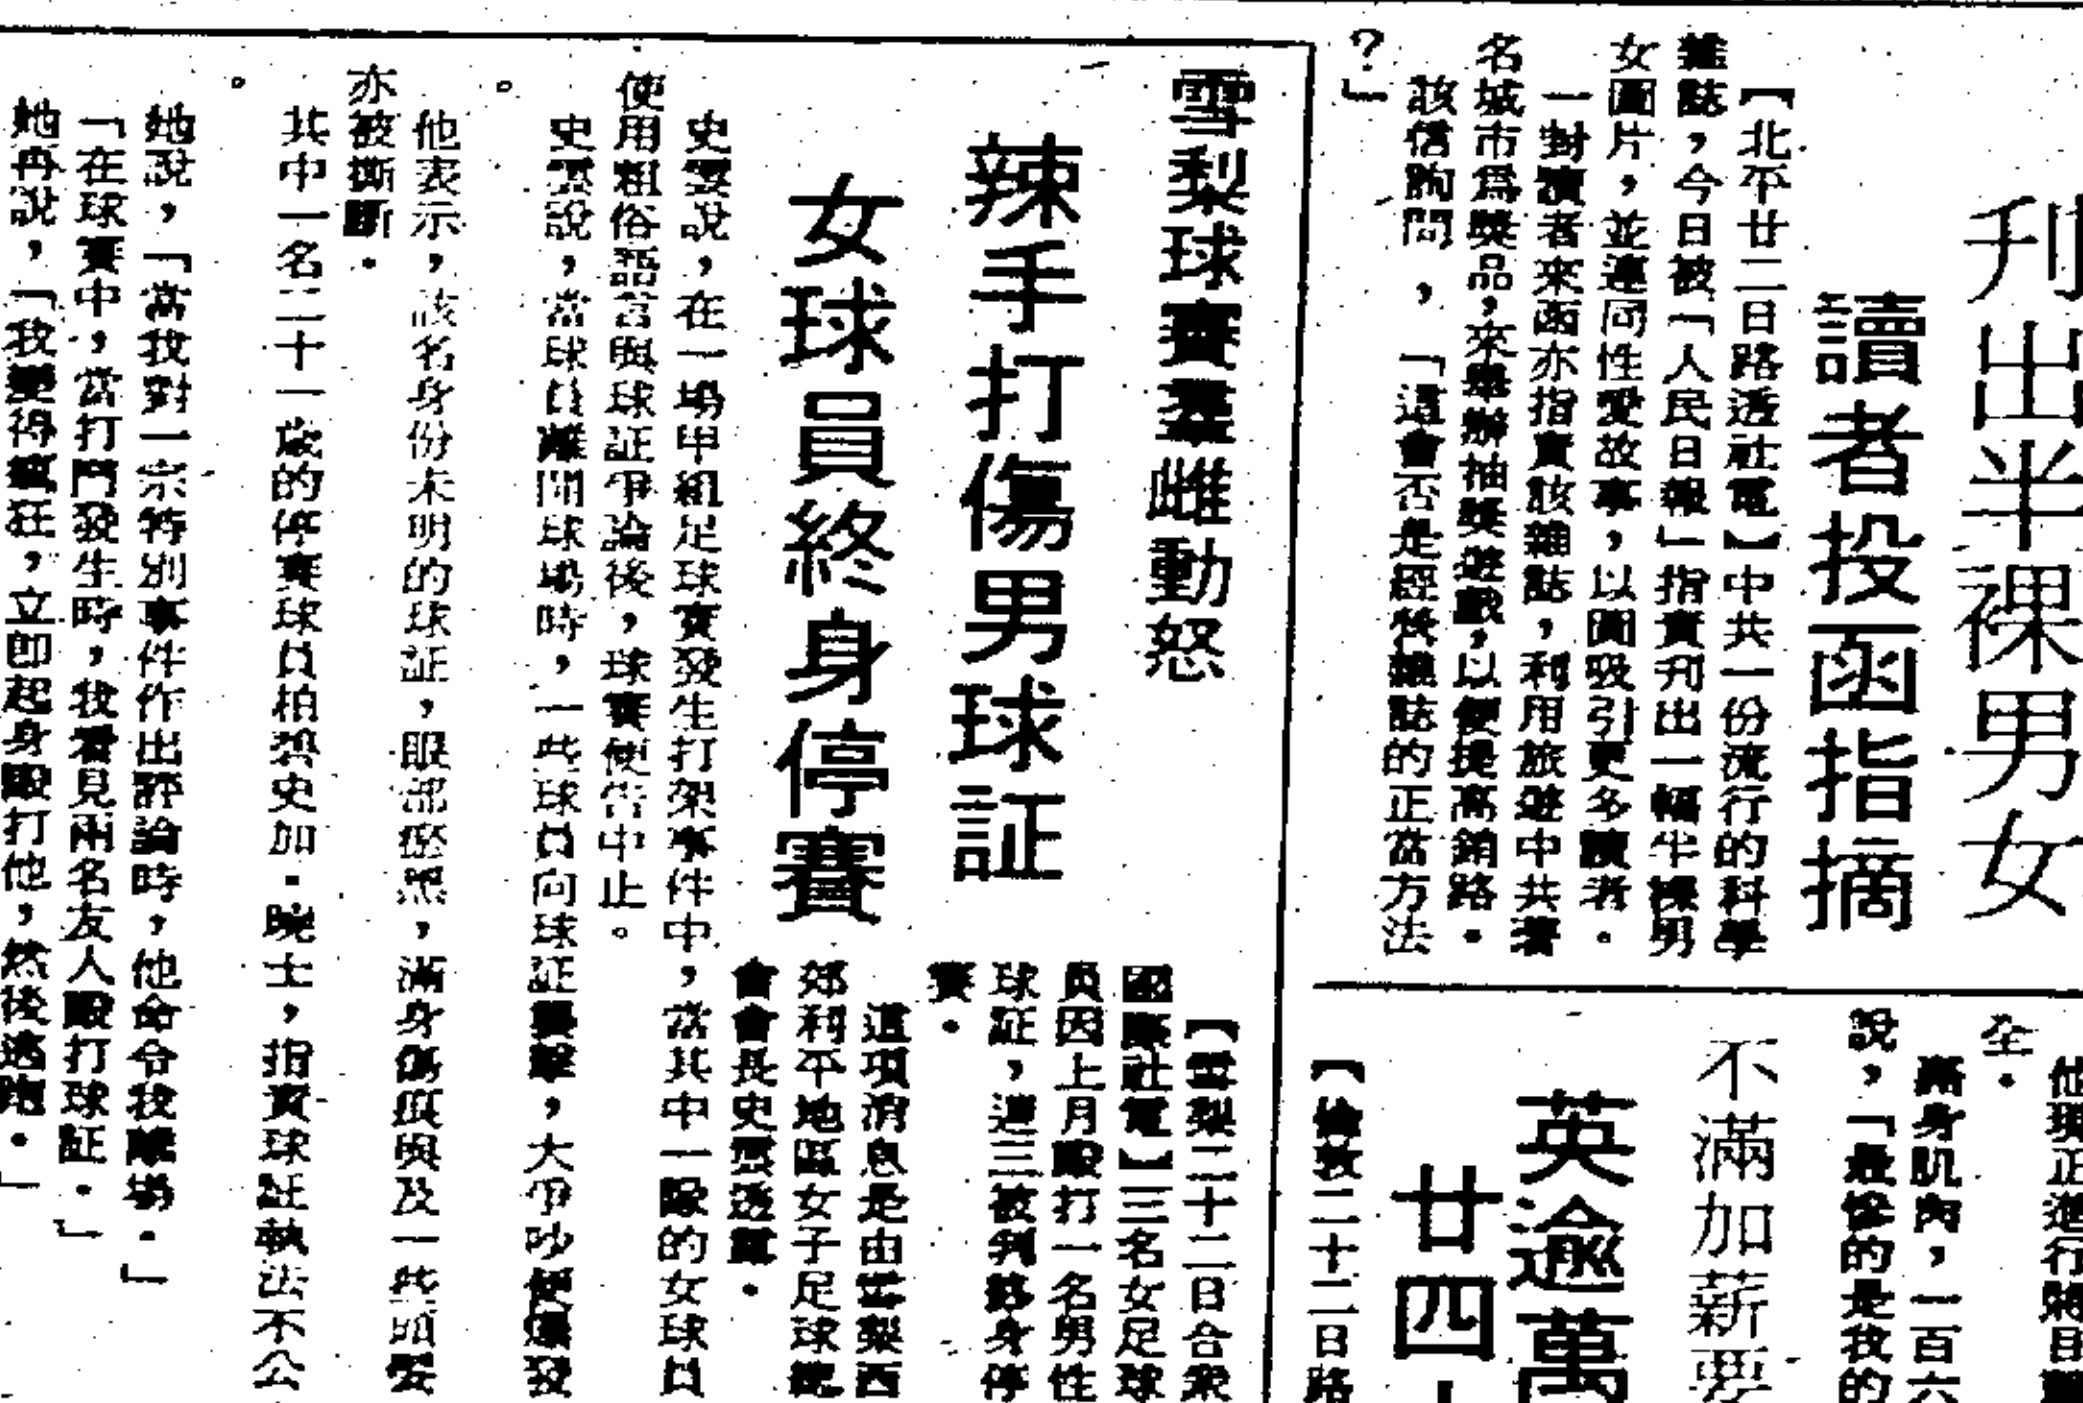 刋出半裸男女
讀者投函指摘
【北平廿二日路透社電】中共一份流行的科學
雜誌，今日被「人民日報」指責刋出一幅半裸男
女圖片，並連同性愛故事，以圖吸引更多讀者。
一封讀者來函亦指責該雜誌，利用旅遊中共著
名城市爲獎品，來舉辦抽獎遊戲，以便提高銷路。
該信詢問，「這會否是經營雜誌的正當方法
？」
雪梨球賽羣雌動怒
辣手打傷男球証
女球員終身停賽
【雪梨二十二日合衆
國際社電】三名女足球
員因上月毆打一名男性
球証，週三被判終身停
賽。
這項消息是由雪梨西
郊利平地區女子足球總
會會長史雲透露。
史雲說，在一場甲組足球賽發生打架事件中，當其中一隊的女球員
使用粗俗語言與球証爭論後，球賽便告中止。
史雲說，當球員離開球場時，一些球員向球証襲擊，大爭吵便爆發
。
他表示，該名身份未明的球証，眼部瘀黑，滿身傷痕與及一些頭髮
亦被撕斷。
其中一名二十一歲的停賽球員柏碧史加·曉士，指責球証執法不公
。
她說，「當我對一宗特別事件作出評論時，他命令我離場。」
「在球賽中，當打鬥發生時，我看見兩名友人毆打球証。」
她再說，「我變得瘋狂，立卽起身毆打他，然後逃跑。」
他現正進行將目
全。
高身肌肉，一百六
說，「最慘的是我的
不滿加薪要
英逾萬
廿四
【倫敦二十二日路